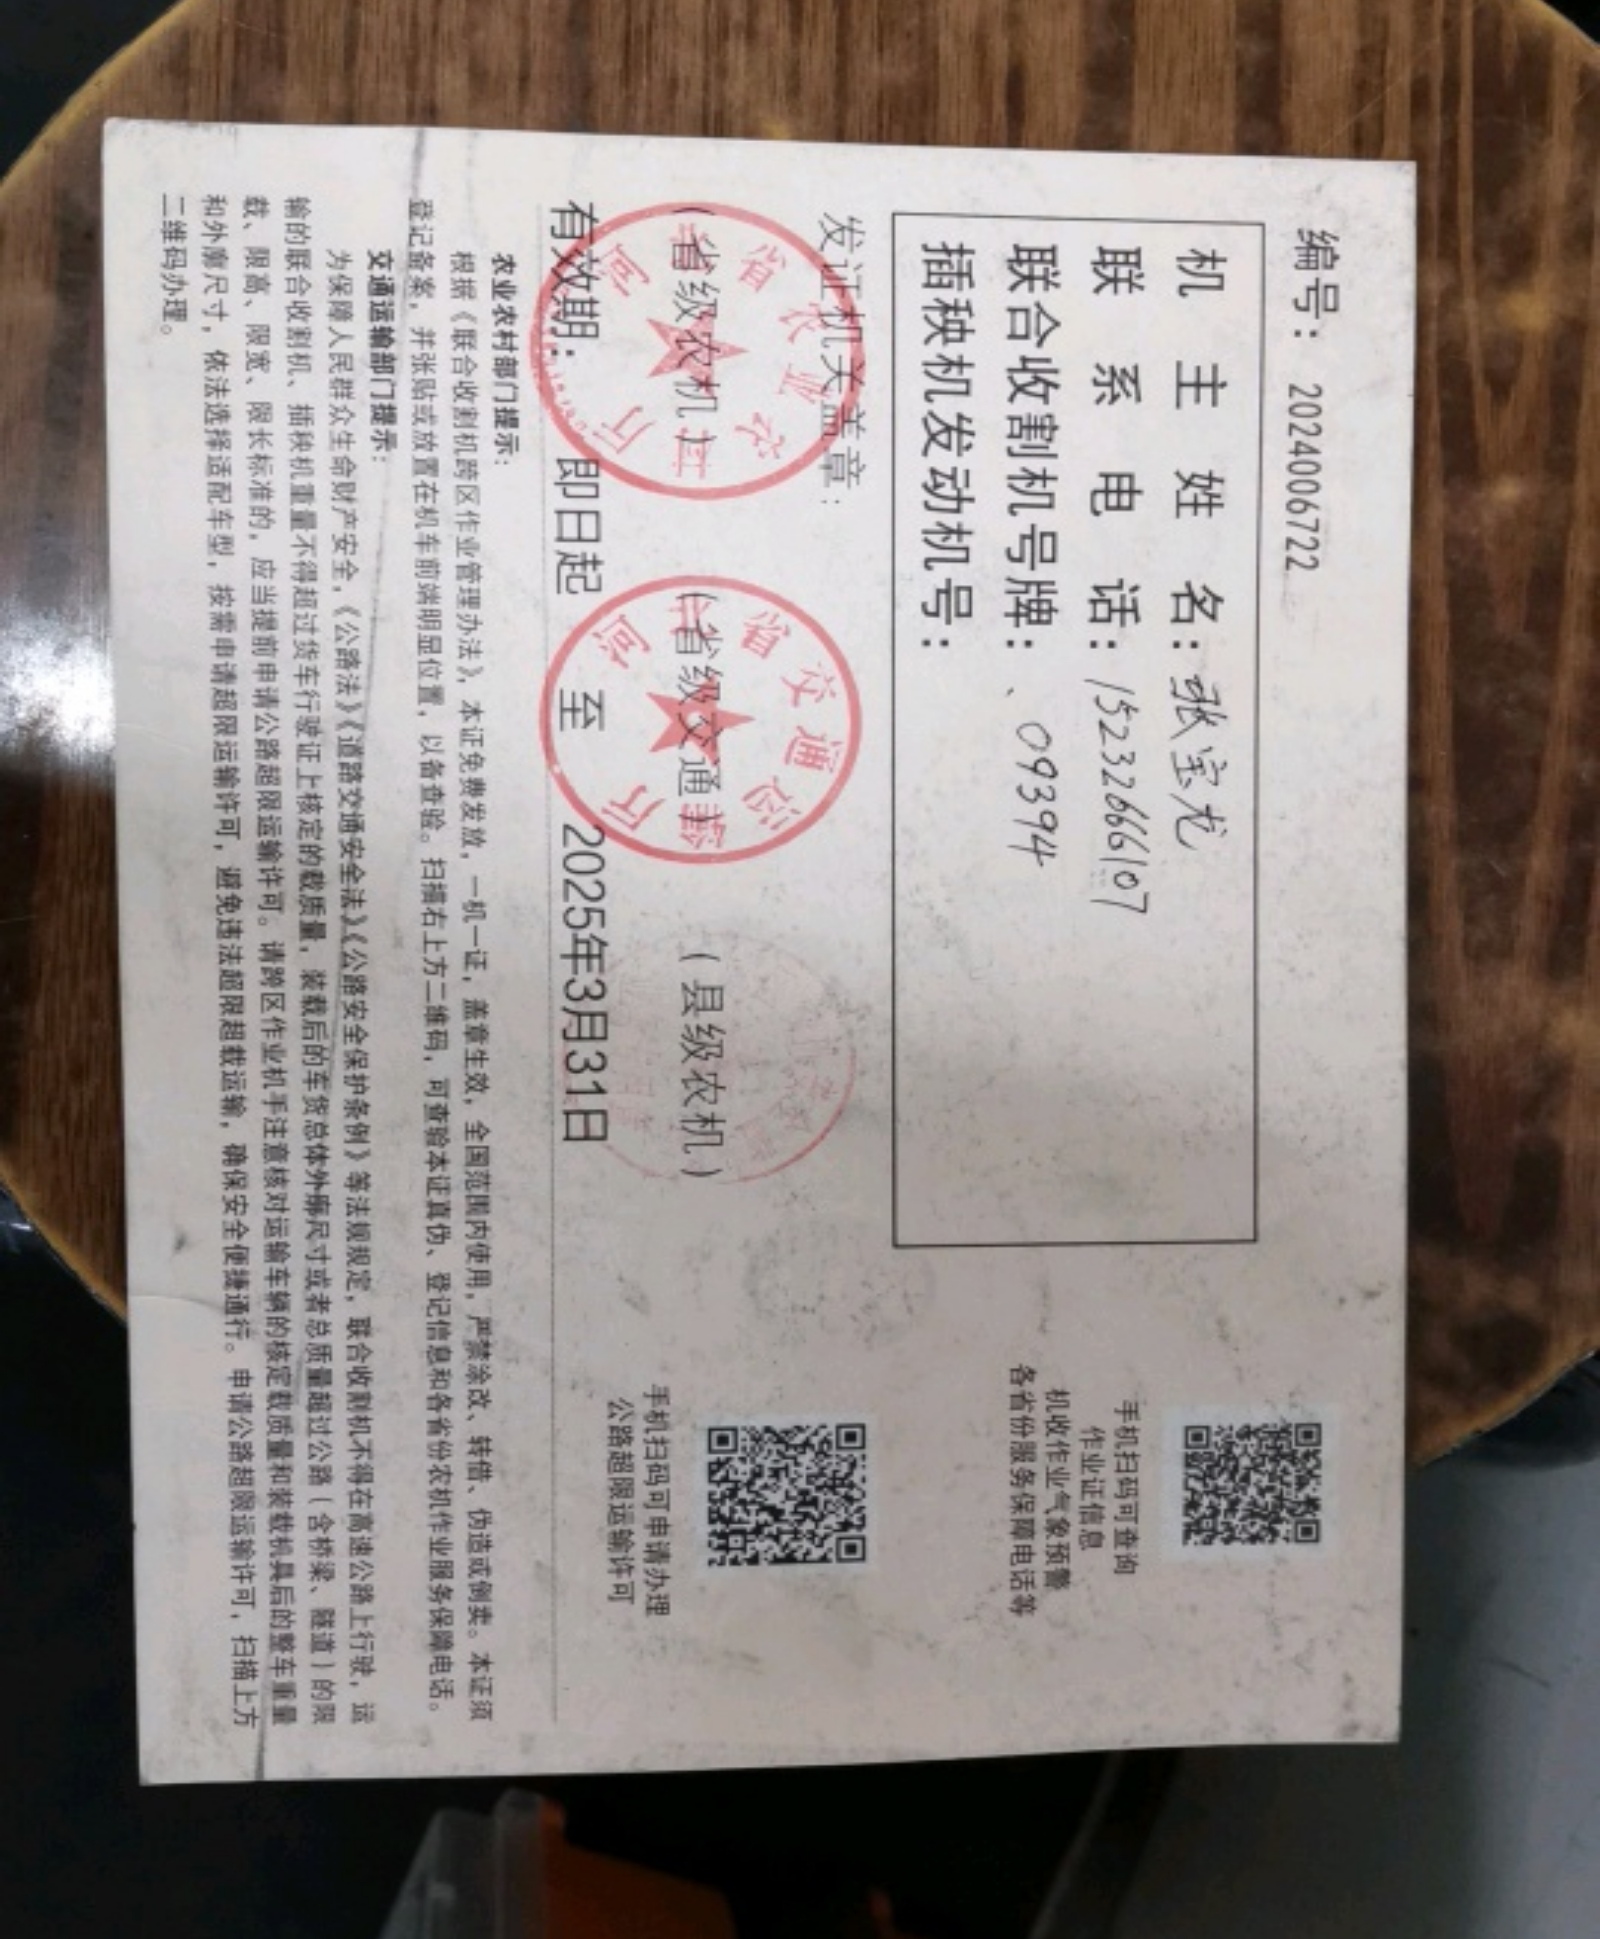 编号：2024006722
机主姓名：张宝龙
联系电话：15232666107
联合收割机号牌：、09394
插秧机发动机号：
手机扫码可查询
作业证信息
机收作业气象预警
各省份服务保障电话等
发证机关盖章：
（省级农机） （省级交通） （县级农机）
河北省农业农村厅
河北省交通运输厅
手机扫码可申请办理
公路超限运输许可
有效期： 即日起 至 2025年3月31日
农业农村部门提示：
根据《联合收割机跨区作业管理办法》，本证免费发放，一机一证，盖章生效，全国范围内使用，严禁涂改、转借、伪造或倒卖。本证须
登记备案，并张贴或放置在机车前端明显位置，以备查验。扫描右上方二维码，可查验本证真伪、登记信息和各省份农机作业服务保障电话。
交通运输部门提示：
为保障人民群众生命财产安全，《公路法》《道路交通安全法》《公路安全保护条例》等法规规定，联合收割机不得在高速公路上行驶，运
输的联合收割机、插秧机重量不得超过货车行驶证上核定的载质量，装载后的车货总体外廓尺寸或者总质量超过公路（含桥梁、隧道）的限
载、限高、限宽、限长标准的，应当提前申请公路超限运输许可。请跨区作业机手注意核对运输车辆的核定载质量和装载机具后的整车重量
和外廓尺寸，依法选择适配车型，按需申请超限运输许可，避免违法超限超载运输，确保安全便捷通行。申请公路超限运输许可，扫描上方
二维码办理。